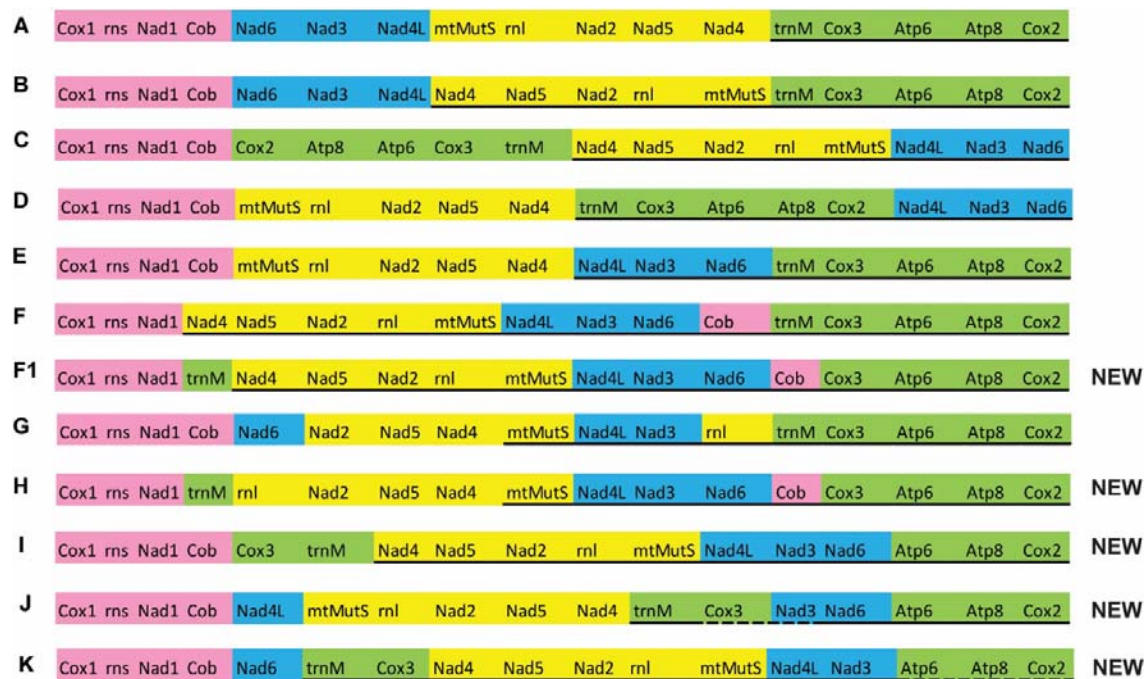 A Cox1 rns Nad1 Cob Nad6 Nad3 Nad4L mtMutS rnl Nad2 Nad5 Nad4 trnM Cox3 Atp6 Atp8 Cox2
B Cox1 rns Nad1 Cob Nad6 Nad3 Nad4L Nad4 Nad5 Nad2 rnl mtMutS trnM Cox3 Atp6 Atp8 Cox2
C Cox1 rns Nad1 Cob Cox2 Atp8 Atp6 Cox3 trnM Nad4 Nad5 Nad2 rnl mtMutS Nad4L Nad3 Nad6
D Cox1 rns Nad1 Cob mtMutS rnl Nad2 Nad5 Nad4 trnM Cox3 Atp6 Atp8 Cox2 Nad4L Nad3 Nad6
E Cox1 rns Nad1 Cob mtMutS rnl Nad2 Nad5 Nad4 Nad4L Nad3 Nad6 trnM Cox3 Atp6 Atp8 Cox2
F Cox1 rns Nad1 Nad4 Nad5 Nad2 rnl mtMutS Nad4L Nad3 Nad6 Cob trnM Cox3 Atp6 Atp8 Cox2
F1 Cox1 rns Nad1 trnM Nad4 Nad5 Nad2 rnl mtMutS Nad4L Nad3 Nad6 Cob Cox3 Atp6 Atp8 Cox2 NEW
G Cox1 rns Nad1 Cob Nad6 Nad2 Nad5 Nad4 mtMutS Nad4L Nad3 rnl trnM Cox3 Atp6 Atp8 Cox2
H Cox1 rns Nad1 trnM rnl Nad2 Nad5 Nad4 mtMutS Nad4L Nad3 Nad6 Cob Cox3 Atp6 Atp8 Cox2 NEW
I Cox1 rns Nad1 Cob Cox3 trnM Nad4 Nad5 Nad2 rnl mtMutS Nad4L Nad3 Nad6 Atp6 Atp8 Cox2 NEW
J Cox1 rns Nad1 Cob Nad4L mtMutS rnl Nad2 Nad5 Nad4 trnM Cox3 Nad3 Nad6 Atp6 Atp8 Cox2 NEW
K Cox1 rns Nad1 Cob Nad6 trnM Cox3 Nad4 Nad5 Nad2 rnl mtMutS Nad4L Nad3 Atp6 Atp8 Cox2 NEW